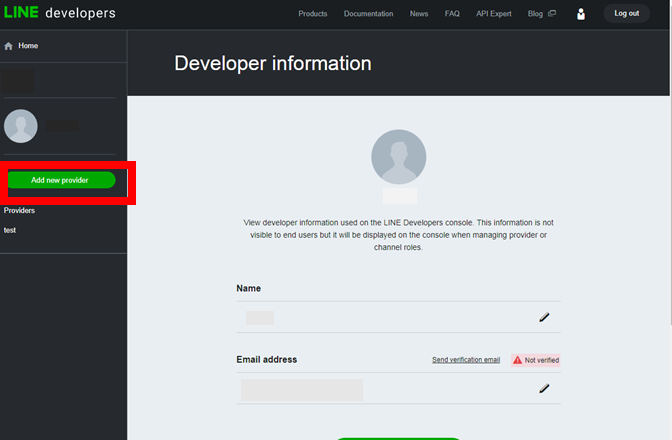 LINE developers
Products Documentation News FAQ API Expert Blog Log out
Home
Developer information
Add new provider
Providers
test
View developer information used on the LINE Developers console. This information is not
visible to end users but it will be displayed on the console when managing provider or
channel roles.
Name
Email address Send verification email Not verified